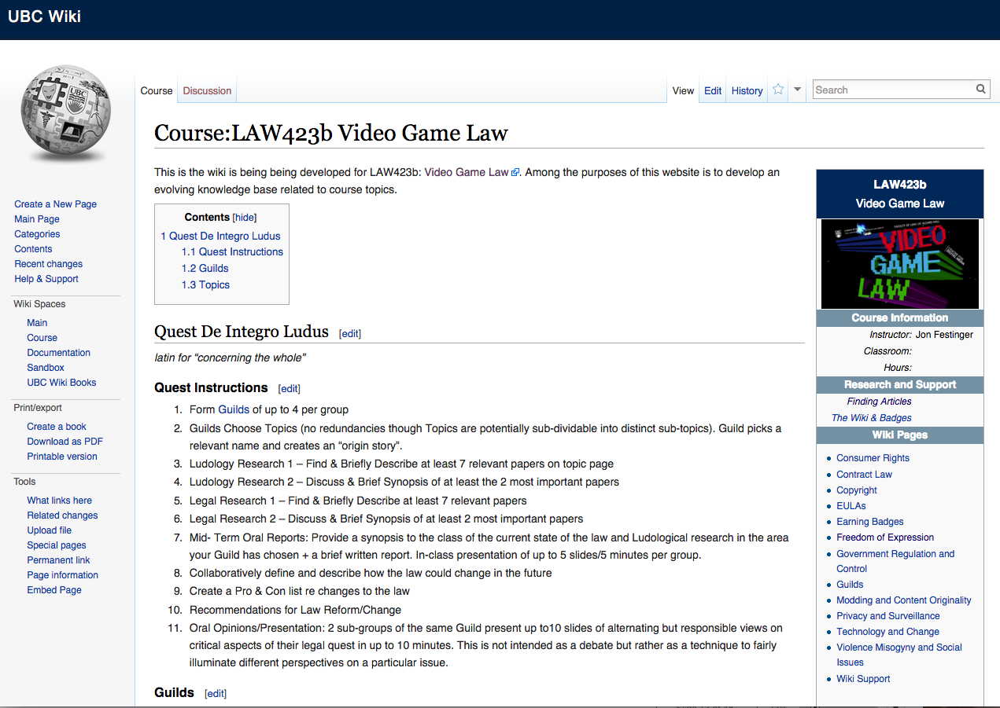 UBC Wiki
UBC
Course
Discussion
View
Edit
History
Search
Course:LAW423b Video Game Law
This is the wiki is being being developed for LAW423b: Video Game Law. Among the purposes of this website is to develop an
evolving knowledge base related to course topics.
Contents [hide]
1 Quest De Integro Ludus
1.1 Quest Instructions
1.2 Guilds
1.3 Topics
Quest De Integro Ludus [edit]
latin for “concerning the whole”
Quest Instructions [edit]
1. Form Guilds of up to 4 per group
2. Guilds Choose Topics (no redundancies though Topics are potentially sub-dividable into distinct sub-topics). Guild picks a
relevant name and creates an “origin story”.
3. Ludology Research 1 – Find & Briefly Describe at least 7 relevant papers on topic page
4. Ludology Research 2 – Discuss & Brief Synopsis of at least the 2 most important papers
5. Legal Research 1 – Find & Briefly Describe at least 7 relevant papers
6. Legal Research 2 – Discuss & Brief Synopsis of at least 2 most important papers
7. Mid- Term Oral Reports: Provide a synopsis to the class of the current state of the law and Ludological research in the area
your Guild has chosen + a brief written report. In-class presentation of up to 5 slides/5 minutes per group.
8. Collaboratively define and describe how the law could change in the future
9. Create a Pro & Con list re changes to the law
10. Recommendations for Law Reform/Change
11. Oral Opinions/Presentation: 2 sub-groups of the same Guild present up to10 slides of alternating but responsible views on
critical aspects of their legal quest in up to 10 minutes. This is not intended as a debate but rather as a technique to fairly
illuminate different perspectives on a particular issue.
Guilds [edit]
Create a New Page
Main Page
Categories
Contents
Recent changes
Help & Support
Wiki Spaces
Main
Course
Documentation
Sandbox
UBC Wiki Books
Print/export
Create a book
Download as PDF
Printable version
Tools
What links here
Related changes
Upload file
Special pages
Permanent link
Page information
Embed Page
LAW423b
Video Game Law
VIDEO
GAME
LAW
Course Information
Instructor: Jon Festinger
Classroom:
Hours:
Research and Support
Finding Articles
The Wiki & Badges
Wiki Pages
Consumer Rights
Contract Law
Copyright
EULAs
Earning Badges
Freedom of Expression
Government Regulation and
Control
Guilds
Modding and Content Originality
Privacy and Surveillance
Technology and Change
Violence Misogyny and Social
Issues
Wiki Support